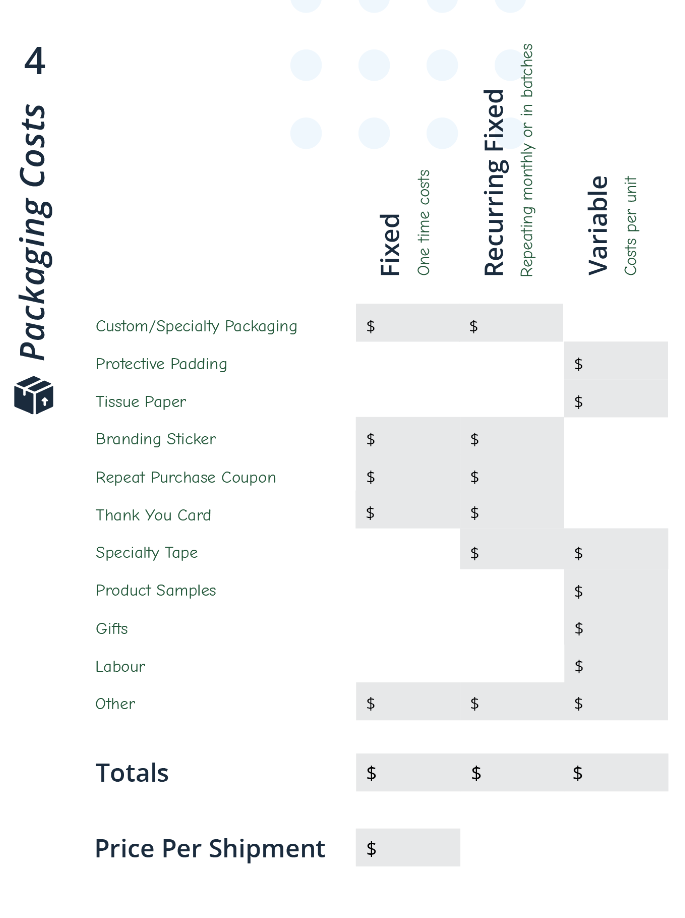 4
Packaging Costs
Fixed
One time costs
Recurring Fixed
Repeating monthly or in batches
Variable
Costs per unit
Custom/Specialty Packaging $ $
Protective Padding $
Tissue Paper $
Branding Sticker $ $
Repeat Purchase Coupon $ $
Thank You Card $ $
Specialty Tape $ $
Product Samples $
Gifts $
Labour $
Other $ $ $
Totals $ $ $
Price Per Shipment $